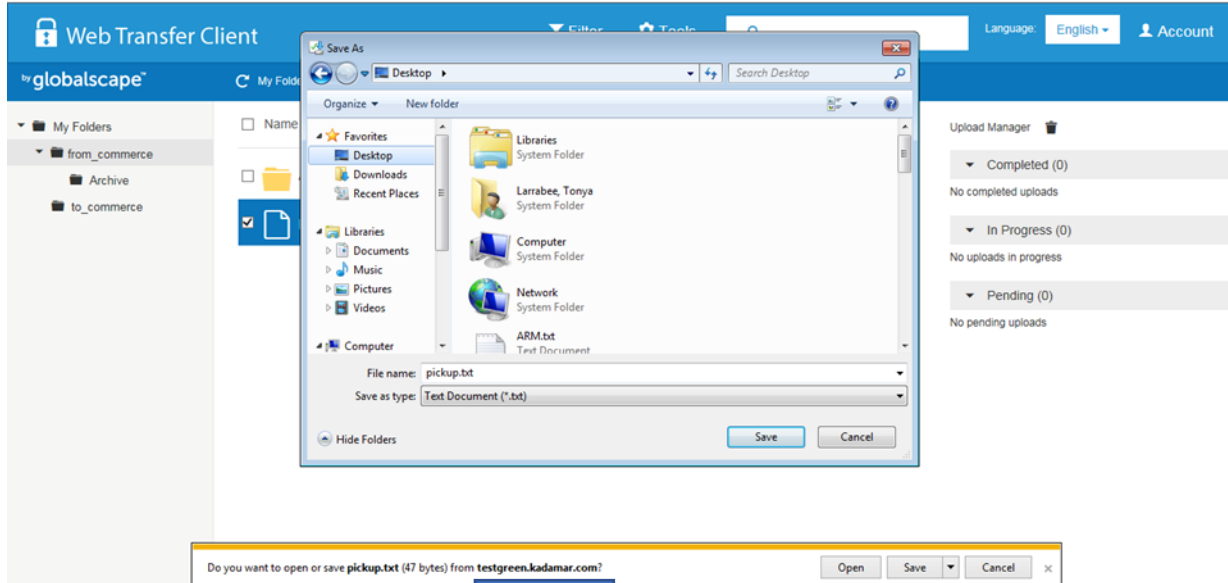 Web Transfer Client
Filter
Tools
Language:
English
Account
by globalscape
My Folde
My Folders
from_commerce
Archive
to_commerce
Name
Save As
Desktop
Search Desktop
Organize
New folder
Favorites
Desktop
Downloads
Recent Places
Libraries
Documents
Music
Pictures
Videos
Computer
Libraries
System Folder
Larrabee, Tonya
System Folder
Computer
System Folder
Network
System Folder
ARM.txt
Text Document
File name: pickup.txt
Save as type: Text Document (*.txt)
Hide Folders
Save
Cancel
Upload Manager
Completed (0)
No completed uploads
In Progress (0)
No uploads in progress
Pending (0)
No pending uploads
Do you want to open or save pickup.txt (47 bytes) from testgreen.kadamar.com?
Open
Save
Cancel